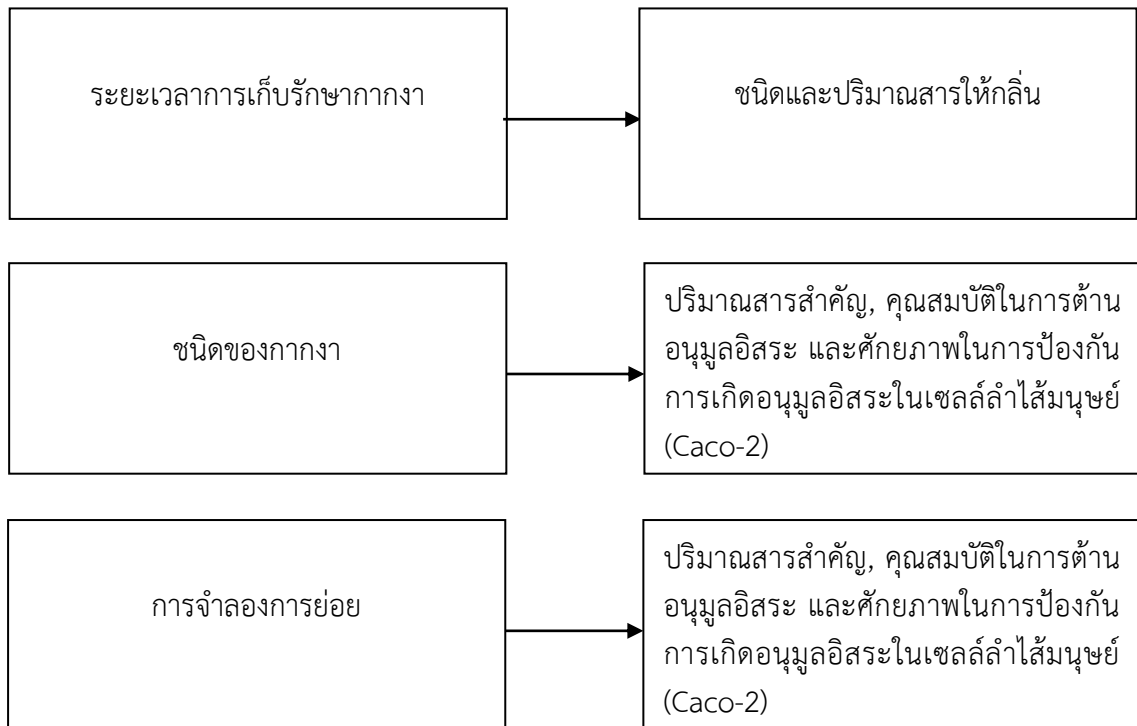 ระยะเวลาการเก็บรักษากากงา
ชนิดและปริมาณสารให้กลิ่น
ชนิดของกากงา
ปริมาณสารสำคัญ, คุณสมบัติในการต้าน
อนุมูลอิสระ และศักยภาพในการป้องกัน
การเกิดอนุมูลอิสระในเซลล์ลำไส้มนุษย์
(Caco-2)
การจำลองการย่อย
ปริมาณสารสำคัญ, คุณสมบัติในการต้าน
อนุมูลอิสระ และศักยภาพในการป้องกัน
การเกิดอนุมูลอิสระในเซลล์ลำไส้มนุษย์
(Caco-2)